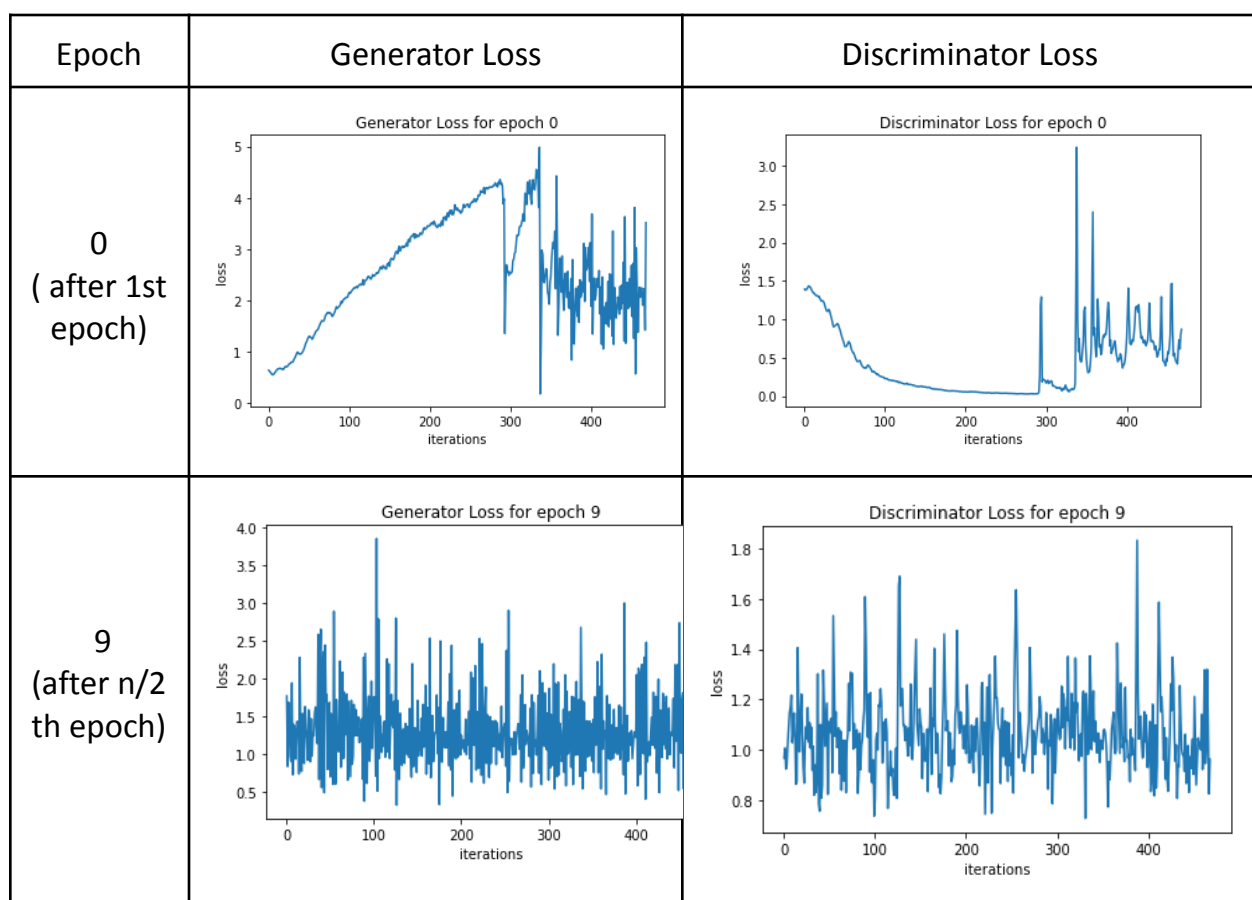 Epoch
Generator Loss
Discriminator Loss
0
( after 1st
epoch)
Generator Loss for epoch 0
5
4
3
2
1
0
loss
0
100
200
300
400
iterations
Discriminator Loss for epoch 0
3.0
2.5
2.0
1.5
1.0
0.5
0.0
loss
0
100
200
300
400
iterations
9
(after n/2
th epoch)
Generator Loss for epoch 9
4.0
3.5
3.0
2.5
2.0
1.5
1.0
0.5
loss
0
100
200
300
400
iterations
Discriminator Loss for epoch 9
1.8
1.6
1.4
1.2
1.0
0.8
loss
0
100
200
300
400
iterations